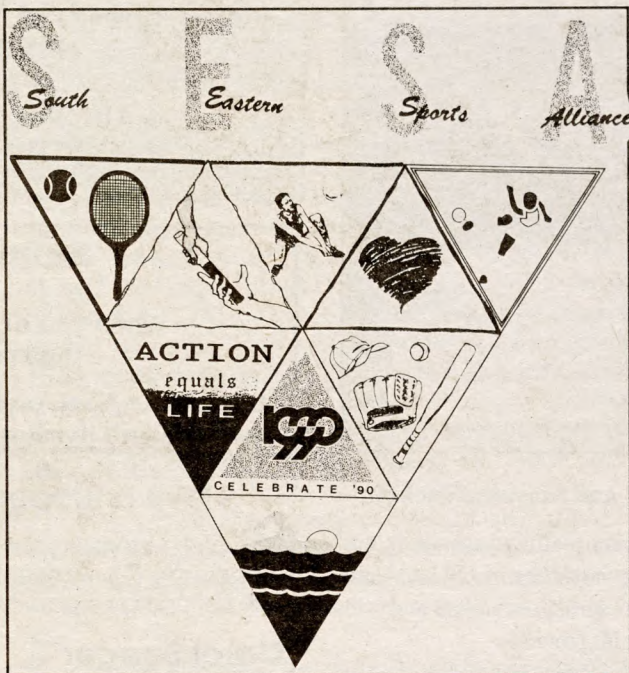 S E S A
South Eastern Sports Alliance
ACTION
equals
LIFE
1990
CELEBRATE '90